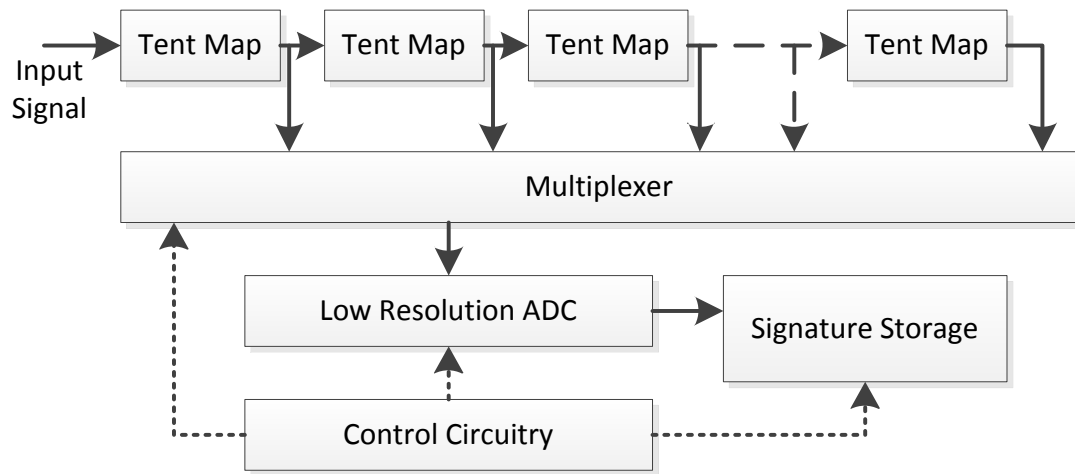 Tent Map
Tent Map
Tent Map
Tent Map
Input
Signal
Multiplexer
Low Resolution ADC
Signature Storage
Control Circuitry